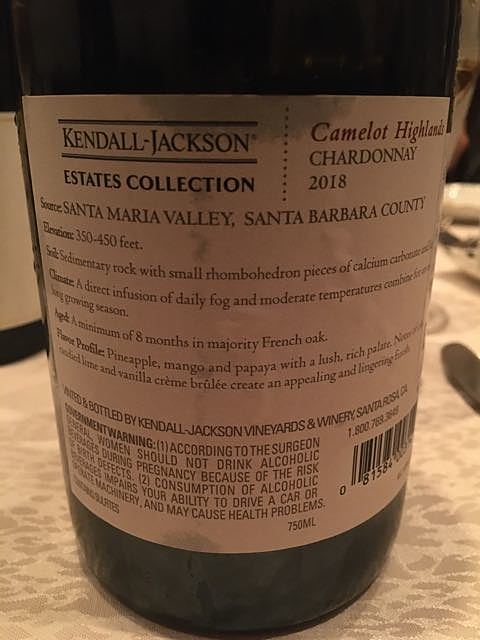 KENDALL-JACKSON®
ESTATES COLLECTION
Camelot Highlands
CHARDONNAY
2018
Source: SANTA MARIA VALLEY, SANTA BARBARA COUNTY
Elevation: 350-450 feet.
Soil: Sedimentary rock with small rhombohedron pieces of calcium carbonate and
Climate: A direct infusion of daily fog and moderate temperatures combine for
long growing season.
Aged: A minimum of 8 months in majority French oak.
Flavor Profile: Pineapple, mango and papaya with a lush, rich palate. Notes of
candied lime and vanilla crème brûlée create an appealing and lingering finish.
VINTED & BOTTLED BY KENDALL-JACKSON VINEYARDS & WINERY, SANTA ROSA, CA
1.800.769.3649
GOVERNMENT WARNING: (1) ACCORDING TO THE SURGEON
GENERAL, WOMEN SHOULD NOT DRINK ALCOHOLIC
BEVERAGES DURING PREGNANCY BECAUSE OF THE RISK
OF BIRTH DEFECTS. (2) CONSUMPTION OF ALCOHOLIC
BEVERAGES IMPAIRS YOUR ABILITY TO DRIVE A CAR OR
OPERATE MACHINERY, AND MAY CAUSE HEALTH PROBLEMS.
CONTAINS SULFITES
750ML
0 81584